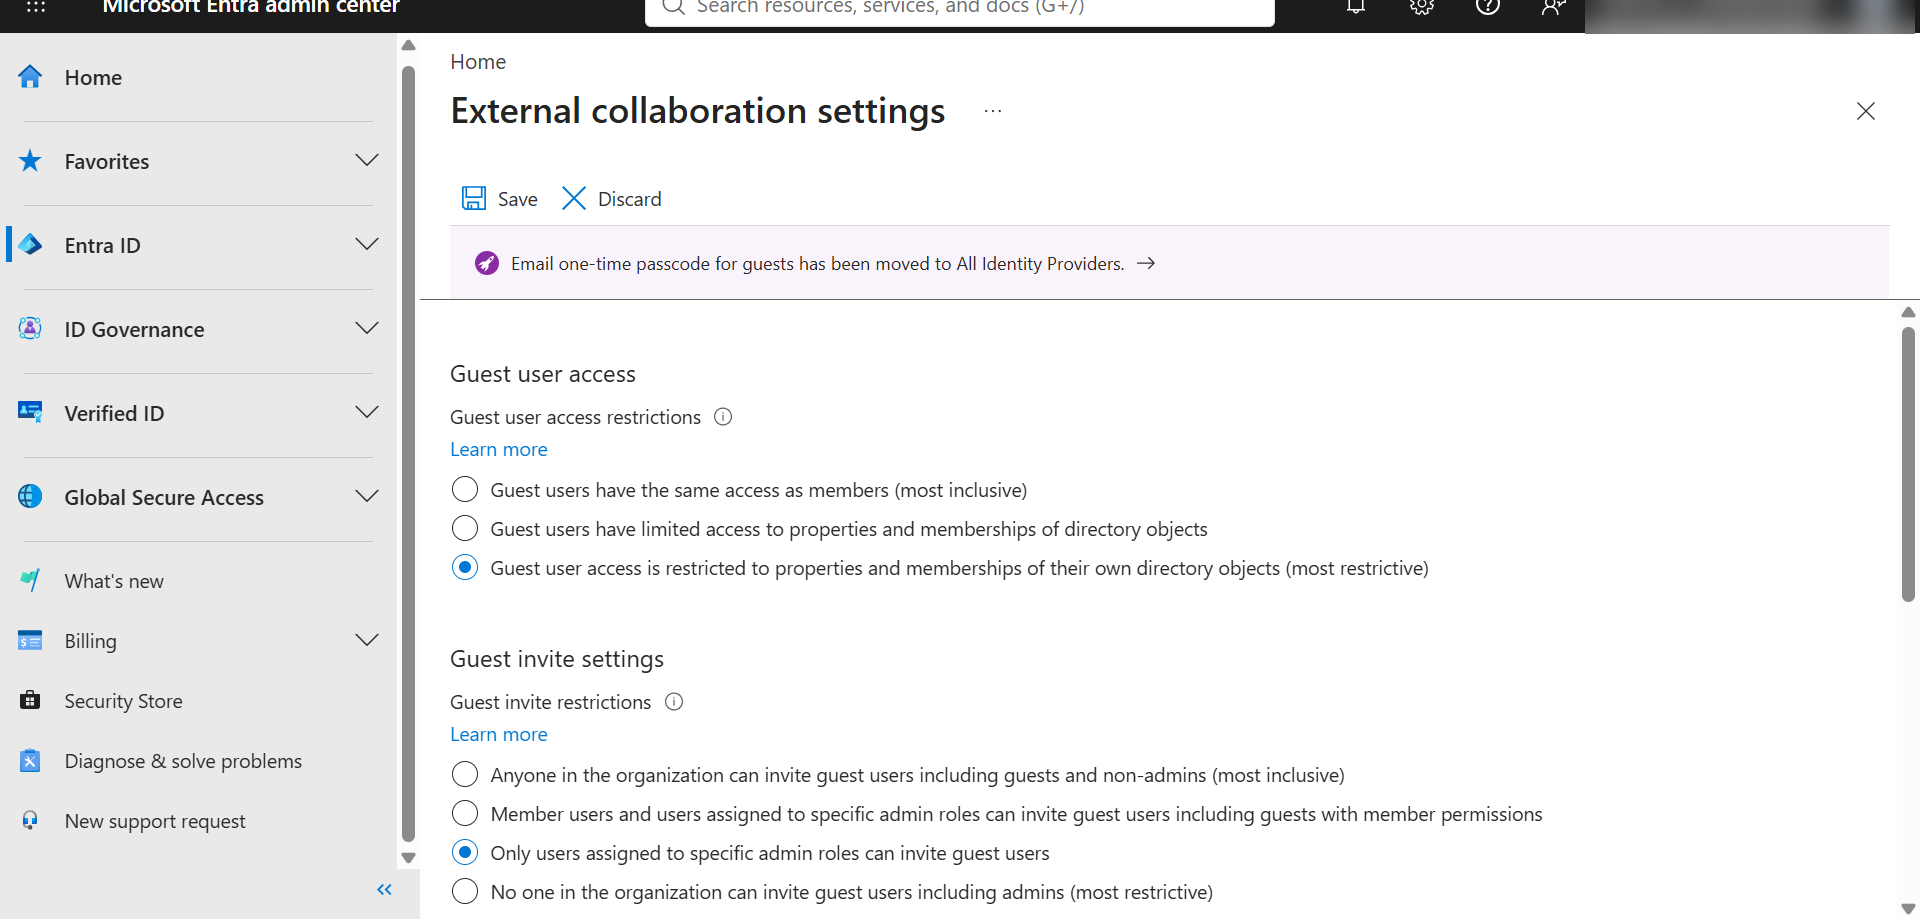 Microsoft Entra admin center
Search resources, services, and docs (G+/)
Home
Favorites
Entra ID
ID Governance
Verified ID
Global Secure Access
What's new
Billing
Security Store
Diagnose & solve problems
New support request
Home
External collaboration settings
Save
Discard
Email one-time passcode for guests has been moved to All Identity Providers.
Guest user access
Guest user access restrictions
Learn more
Guest users have the same access as members (most inclusive)
Guest users have limited access to properties and memberships of directory objects
Guest user access is restricted to properties and memberships of their own directory objects (most restrictive)
Guest invite settings
Guest invite restrictions
Learn more
Anyone in the organization can invite guest users including guests and non-admins (most inclusive)
Member users and users assigned to specific admin roles can invite guest users including guests with member permissions
Only users assigned to specific admin roles can invite guest users
No one in the organization can invite guest users including admins (most restrictive)